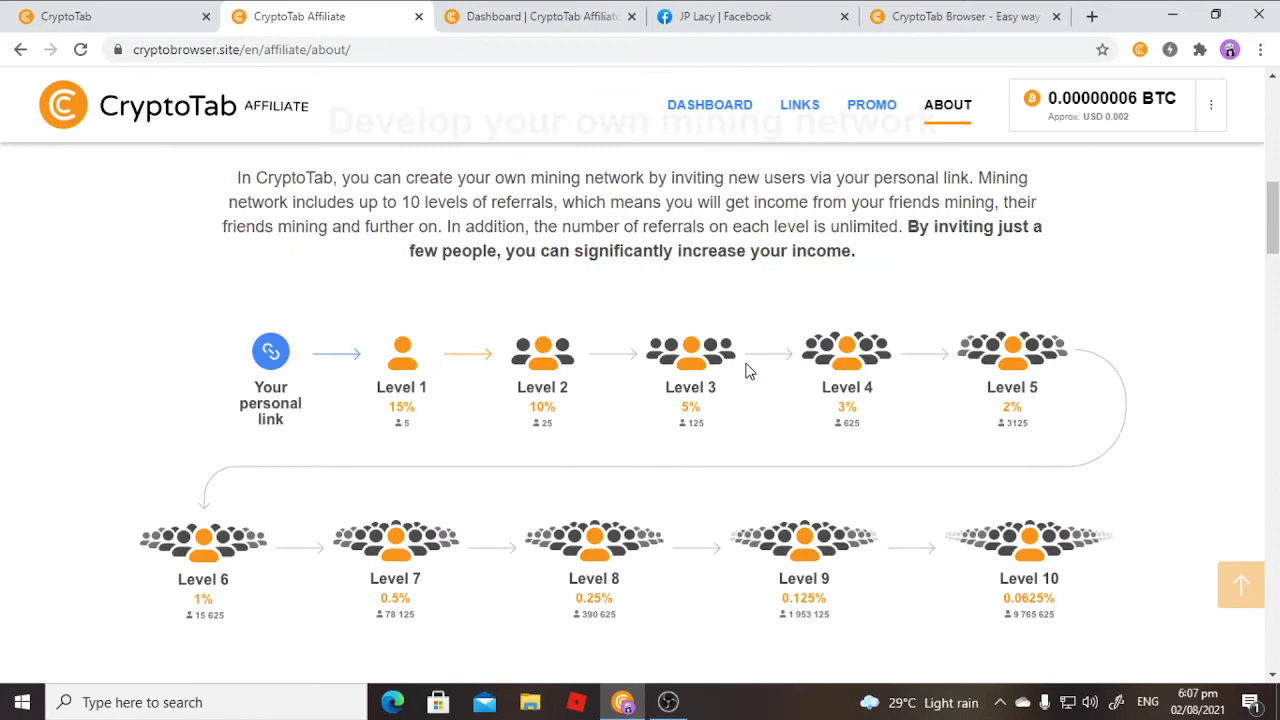 CryptoTab
CryptoTab Affiliate
Dashboard | CryptoTab Affiliate
JP Lacy | Facebook
CryptoTab Browser - Easy way
cryptobrowser.site/en/affiliate/about/
CryptoTab AFFILIATE
DASHBOARD
LINKS
PROMO
ABOUT
0.00000006 BTC
Approx. USD 0.002
Develop your own mining network
In CryptoTab, you can create your own mining network by inviting new users via your personal link. Mining
network includes up to 10 levels of referrals, which means you will get income from your friends mining, their
friends mining and further on. In addition, the number of referrals on each level is unlimited. By inviting just a
few people, you can significantly increase your income.
Your
personal
link
Level 1
15%
5
Level 2
10%
25
Level 3
5%
125
Level 4
3%
625
Level 5
2%
3125
Level 6
1%
15 625
Level 7
0.5%
78 125
Level 8
0.25%
390 625
Level 9
0.125%
1 953 125
Level 10
0.0625%
9 765 625
Type here to search
29°C Light rain
ENG
6:07 pm
02/08/2021
1